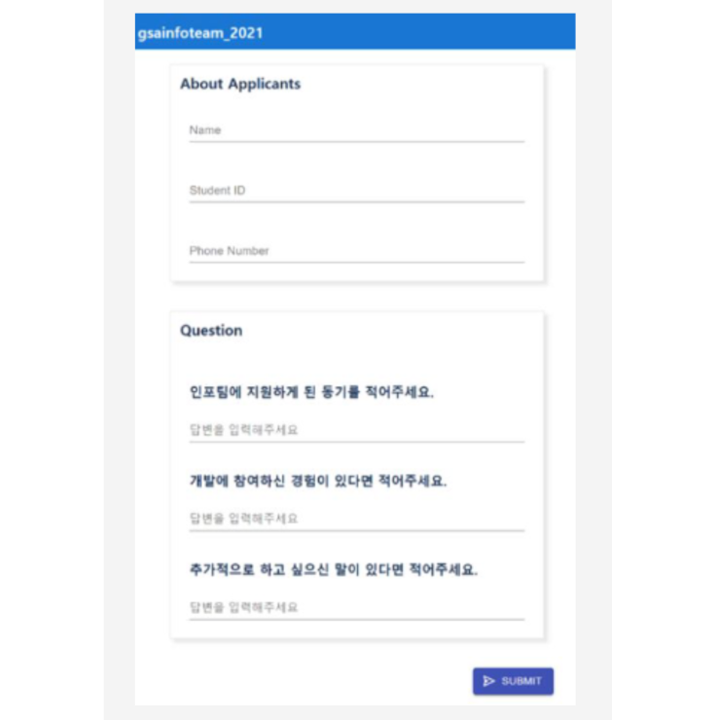 gsainfoteam_2021
About Applicants
Name
Student ID
Phone Number
Question
인포팀에 지원하게 된 동기를 적어주세요.
답변을 입력해주세요
개발에 참여하신 경험이 있다면 적어주세요.
답변을 입력해주세요
추가적으로 하고 싶으신 말이 있다면 적어주세요.
답변을 입력해주세요
SUBMIT